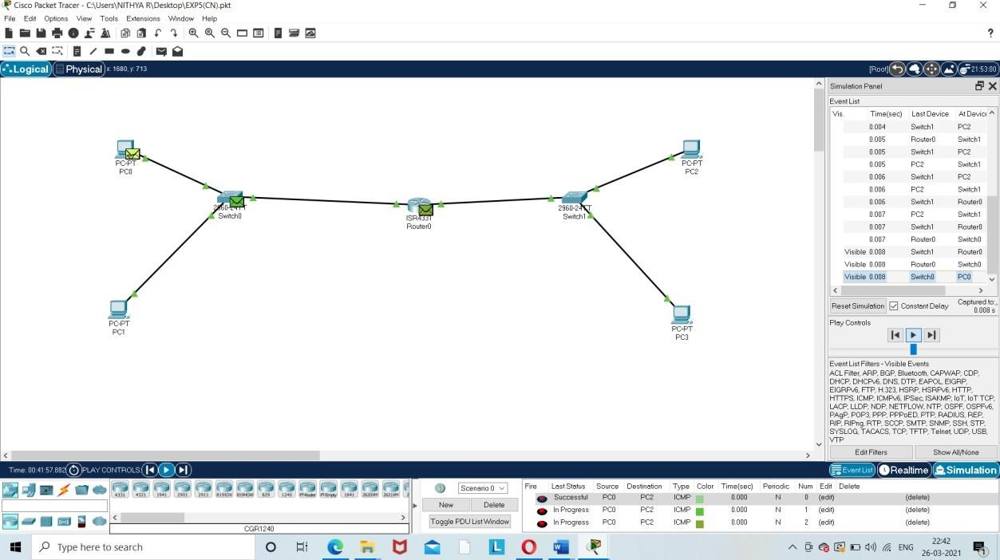 Cisco Packet Tracer - C:\Users\NITHYA R\Desktop\EXP5(CN).pkt
File Edit Options View Tools Extensions Window Help
?
Logical Physical x: 1680, y: 713 [Root] 21:53:00
Simulation Panel
Event List
Vis. Time(sec) Last Device At Device
0.004 Switch1 PC2
0.005 Router0 Switch1
0.005 Switch1 PC2
0.005 PC2 Switch1
0.006 Switch1 PC2
0.006 PC2 Switch1
0.006 Switch1 Router0
0.007 PC2 Switch1
0.007 Switch1 Router0
0.007 Router0 Switch0
Visible 0.008 Switch1 Router0
Visible 0.008 Router0 Switch0
Visible 0.008 Switch0 PC0
Reset Simulation Constant Delay Captured to:
0.008 s
Play Controls
Event List Filters - Visible Events
ACL Filter, ARP, BGP, Bluetooth, CAPWAP, CDP,
DHCP, DHCPv6, DNS, DTP, EAPOL, EIGRP,
EIGRPv6, FTP, H.323, HSRP, HSRPv6, HTTP,
HTTPS, ICMP, ICMPv6, IPSec, ISAKMP, IoT, IoT TCP,
LACP, LLDP, NDP, NETFLOW, NTP, OSPF, OSPFv6,
PAgP, POP3, PPP, PPPoED, PTP, RADIUS, REP,
RIP, RIPng, RTP, SCCP, SMTP, SNMP, SSH, STP,
SYSLOG, TACACS, TCP, TFTP, Telnet, UDP, USB,
VTP
Edit Filters Show All/None
PC-PT
PC0
PC-PT
PC2
2960-24TT
Switch0
ISR4331
Router0
2960-24TT
Switch1
PC-PT
PC1
PC-PT
PC3
Time: 00:41:57.882 PLAY CONTROLS: Event List Realtime Simulation
4331 4321 1941 2901 2911 819IOX 819HGW 829 1240 PT-Router PT-Empty 1841 2620XM 2621XM
CGR1240
Scenario 0
New Delete
Toggle PDU List Window
Fire Last Status Source Destination Type Color Time(sec) Periodic Num Edit Delete
Successful PC0 PC2 ICMP 0.000 N 0 (edit) (delete)
In Progress PC0 PC2 ICMP 0.000 N 1 (edit) (delete)
In Progress PC0 PC2 ICMP 0.000 N 2 (edit) (delete)
Type here to search
L
W
ENG
22:42
26-03-2021
1